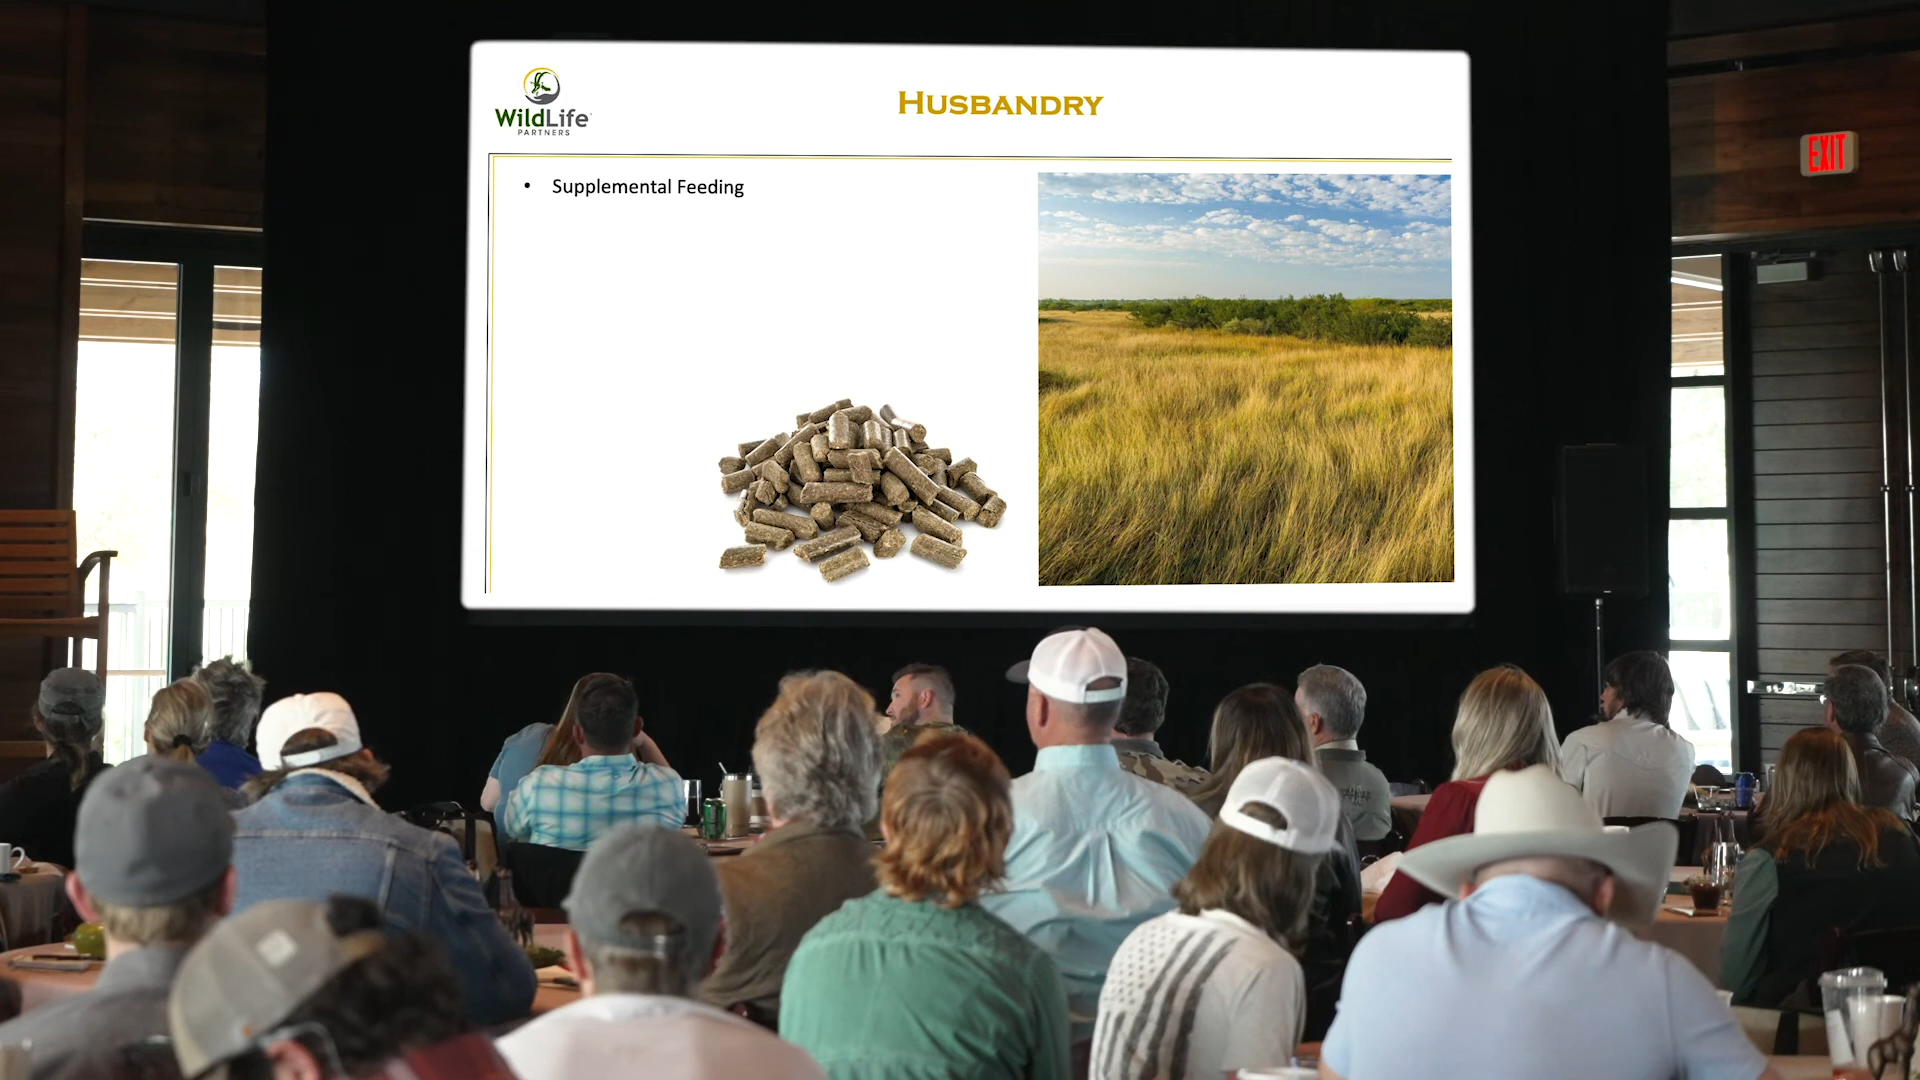 WildLife
PARTNERS
HUSBANDRY
• Supplemental Feeding
EXIT